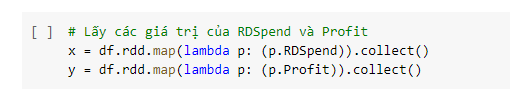 [ ] # Lấy các giá trị của RDSpend và Profit
x = df.rdd.map(lambda p: (p.RDSpend)).collect()
y = df.rdd.map(lambda p: (p.Profit)).collect()